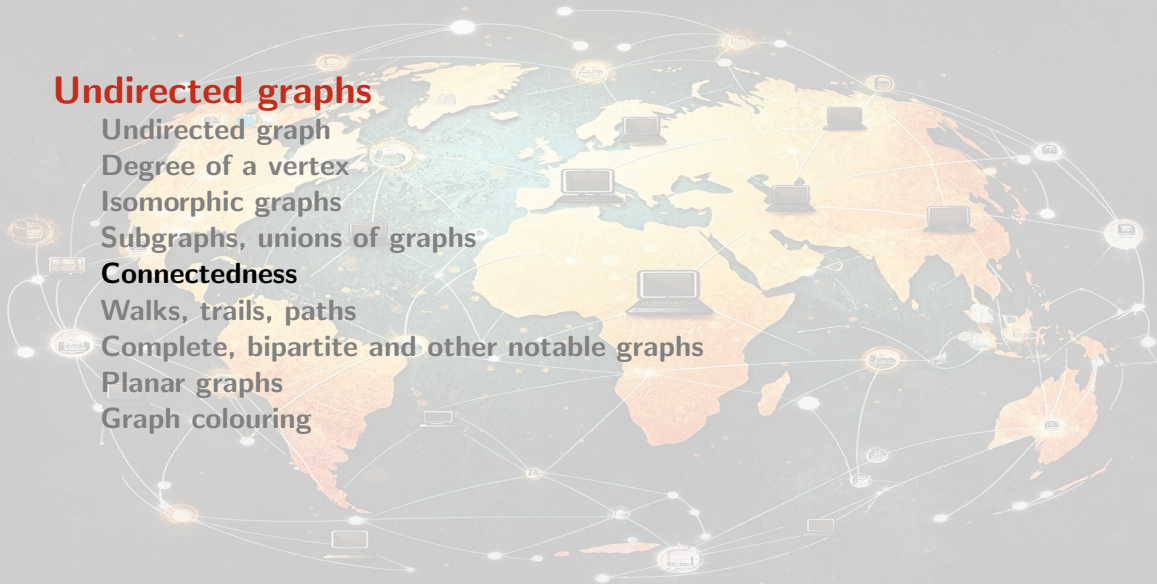 Undirected graphs
Undirected graph
Degree of a vertex
Isomorphic graphs
Subgraphs, unions of graphs
Connectedness
Walks, trails, paths
Complete, bipartite and other notable graphs
Planar graphs
Graph colouring